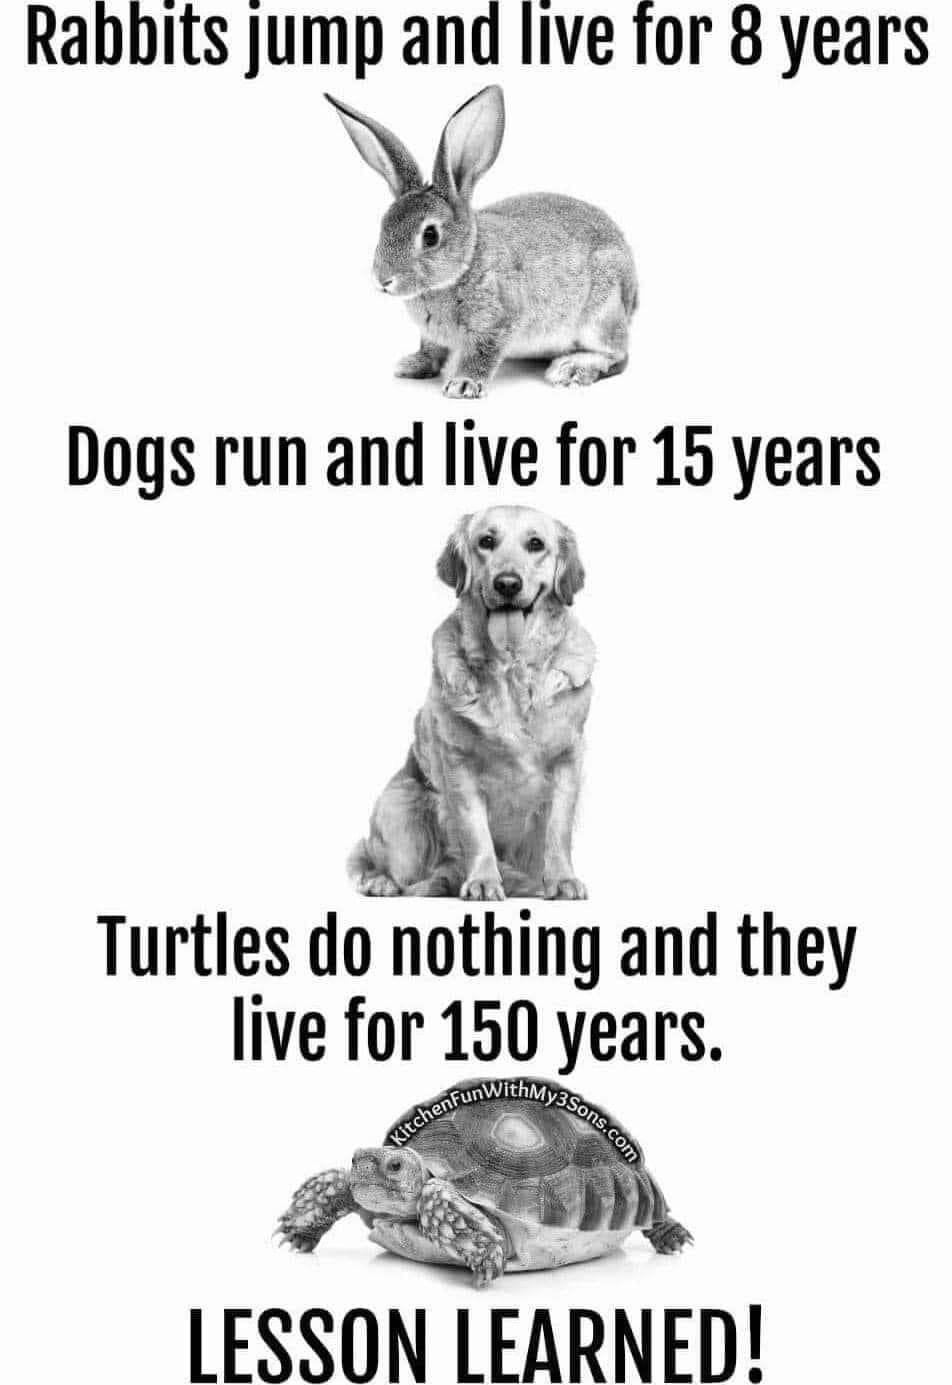 Rabbits jump and live for 8 years
Dogs run and live for 15 years
Turtles do nothing and they
live for 150 years.
KitchenFunWithMy3Sons.com
LESSON LEARNED!